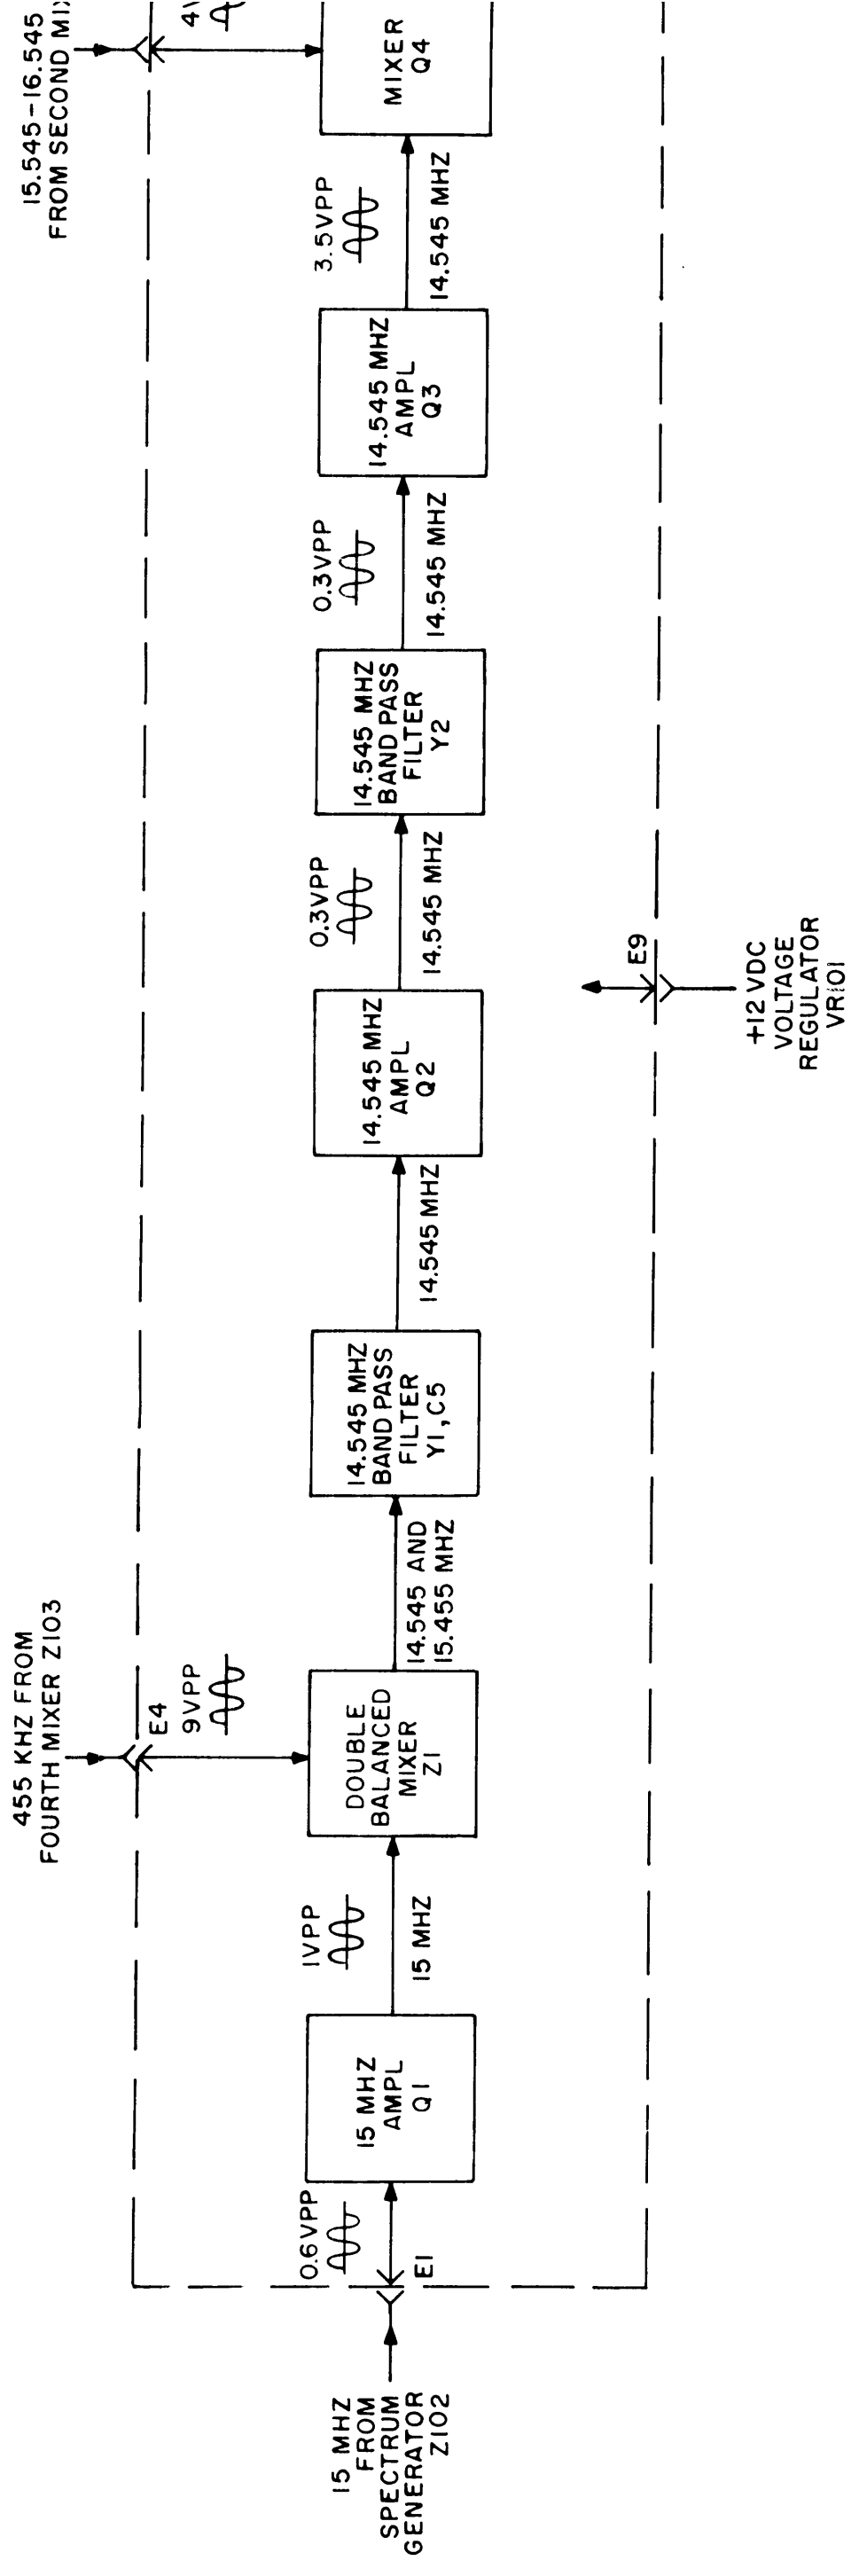 15 MHZ
FROM
SPECTRUM
GENERATOR
Z102
E1
0.6VPP
15 MHZ
AMPL
Q1
1VPP
15 MHZ
455 KHZ FROM
FOURTH MIXER Z103
E4
9VPP
DOUBLE
BALANCED
MIXER
Z1
14.545 AND
15.455 MHZ
14.545 MHZ
BAND PASS
FILTER
Y1, C5
14.545 MHZ
14.545 MHZ
AMPL
Q2
0.3VPP
14.545 MHZ
E9
+12 VDC
VOLTAGE
REGULATOR
VR101
14.545 MHZ
BAND PASS
FILTER
Y2
0.3VPP
14.545 MHZ
14.545 MHZ
AMPL
Q3
3.5VPP
14.545 MHZ
15.545-16.545
FROM SECOND
MIXER
Q4